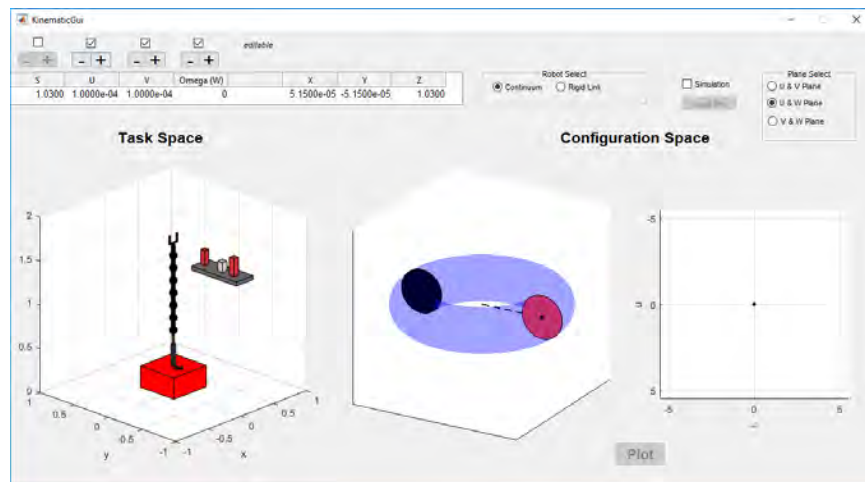 KinematicGui
- + - + - + - + editable
S U V Omega (W) X Y Z
1.0300 1.0000e-04 1.0000e-04 0 5.1500e-05 -5.1500e-05 1.0300
Robot Select
Continuum Rigid Link
Simulation
Plane Select
U & V Plane
U & W Plane
V & W Plane
Task Space
Configuration Space
2
1.5
1
0.5
0
1 0.5 0 -0.5 -1
y
-1 -0.5 0 0.5 1
x
-5
0
5
u
-5 0 5
Plot